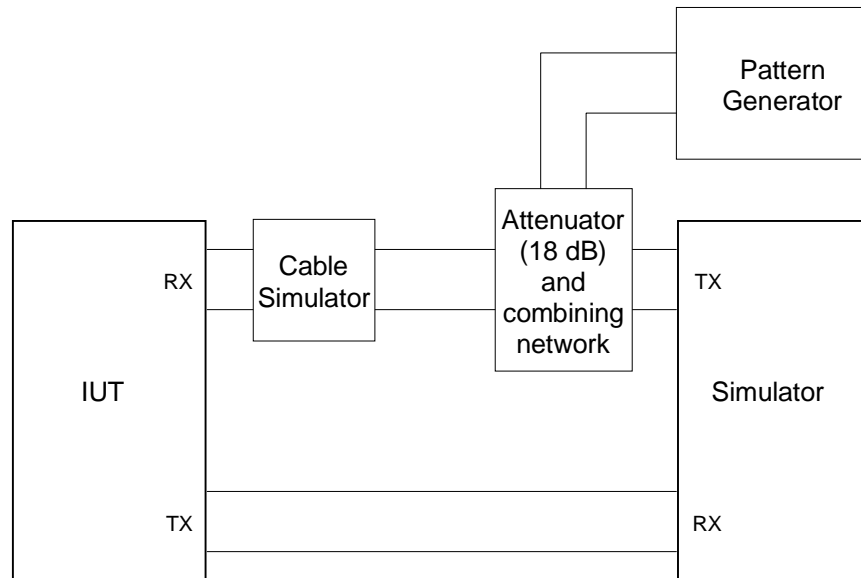 Pattern
Generator
Attenuator
(18 dB)
and
combining
network
Cable
Simulator
RX
TX
IUT
Simulator
TX
RX